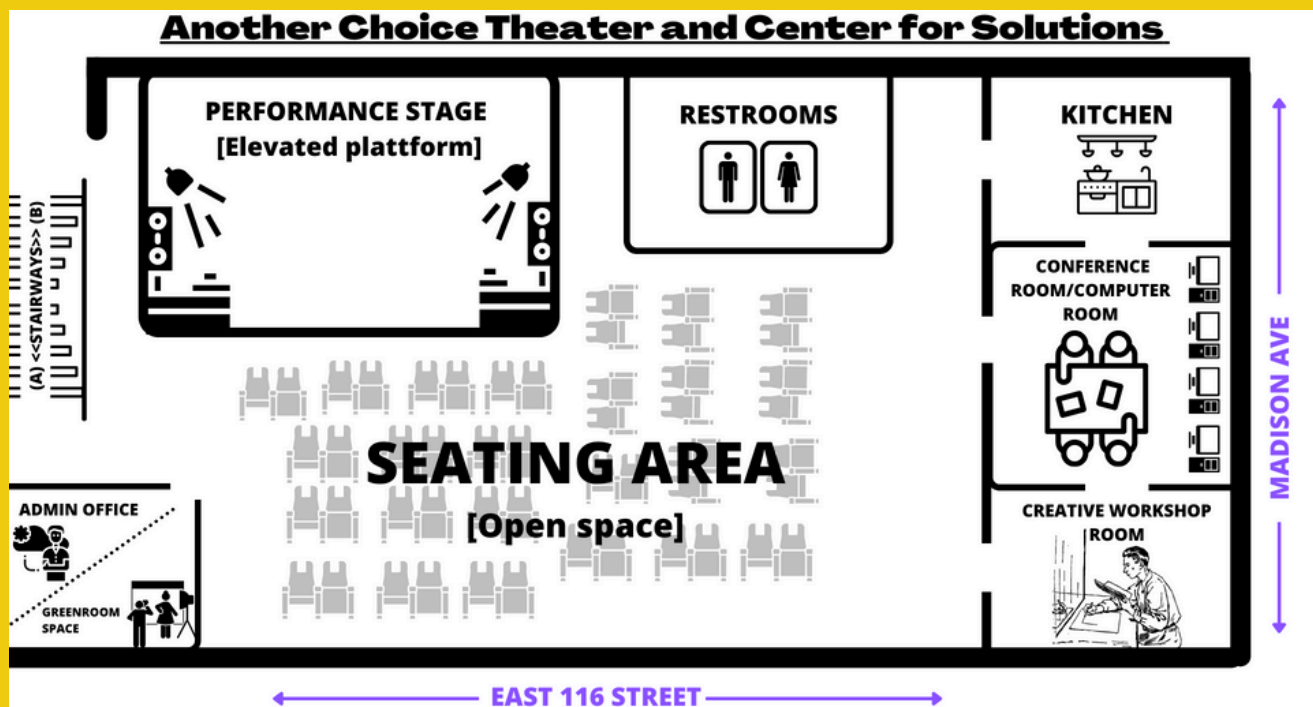 Another Choice Theater and Center for Solutions
PERFORMANCE STAGE
[Elevated plattform]
RESTROOMS
KITCHEN
(A) <<STAIRWAYS>> (B)
CONFERENCE
ROOM/COMPUTER
ROOM
SEATING AREA
[Open space]
ADMIN OFFICE
GREENROOM
SPACE
CREATIVE WORKSHOP
ROOM
MADISON AVE
EAST 116 STREET